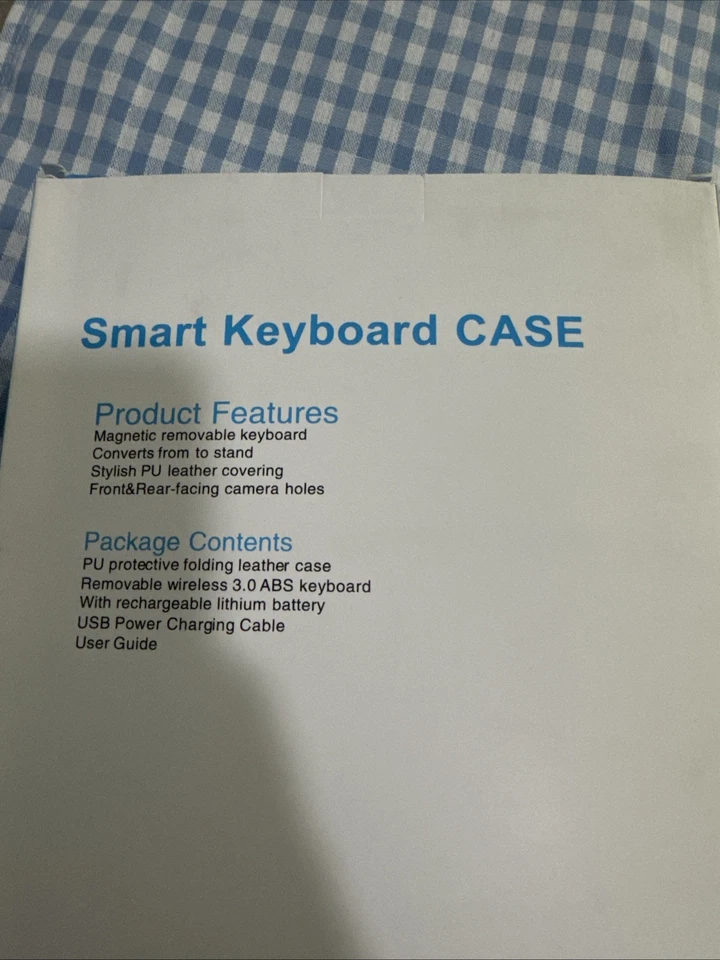 Smart Keyboard CASE
Product Features
Magnetic removable keyboard
Converts from to stand
Stylish PU leather covering
Front&Rear-facing camera holes
Package Contents
PU protective folding leather case
Removable wireless 3.0 ABS keyboard
With rechargeable lithium battery
USB Power Charging Cable
User Guide